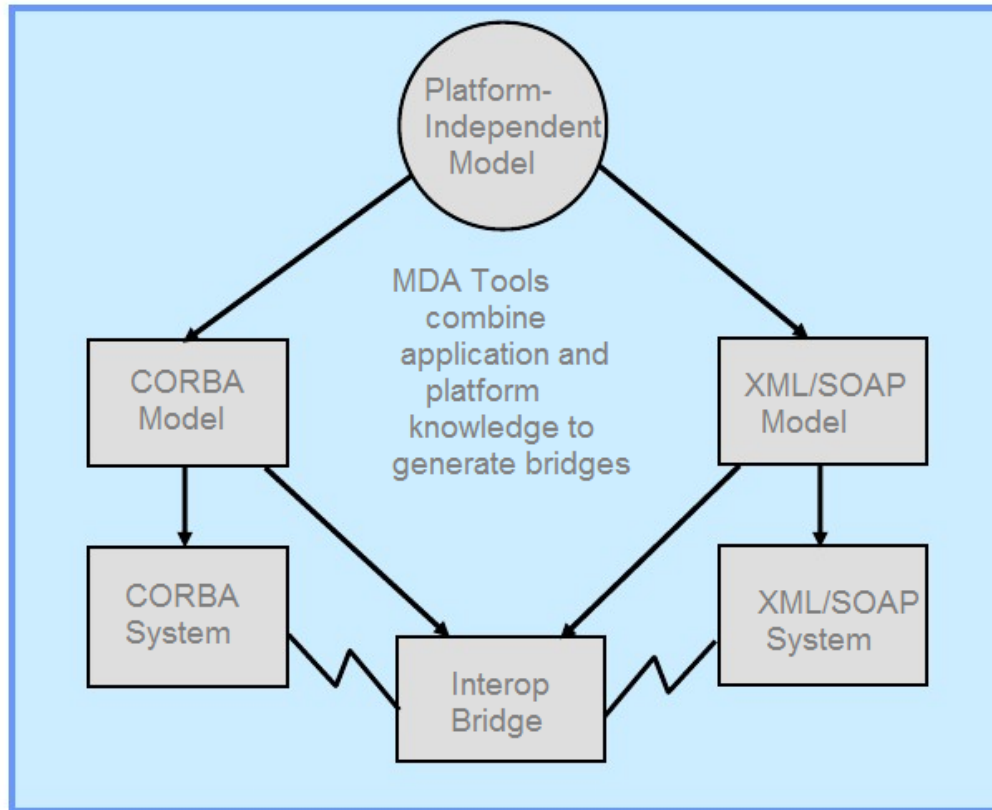 Platform-
Independent
Model
MDA Tools
combine
application and
platform
knowledge to
generate bridges
CORBA
Model
XML/SOAP
Model
CORBA
System
XML/SOAP
System
Interop
Bridge